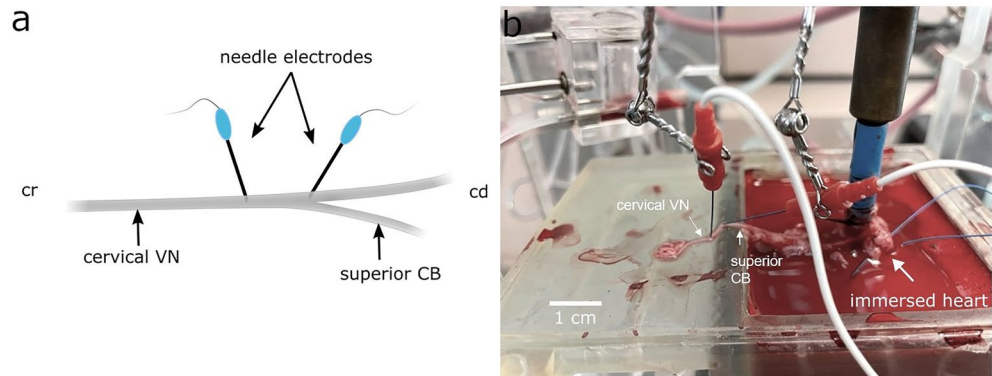 a
needle electrodes
cr
cd
cervical VN
superior CB
b
cervical VN
superior
CB
immersed heart
1 cm